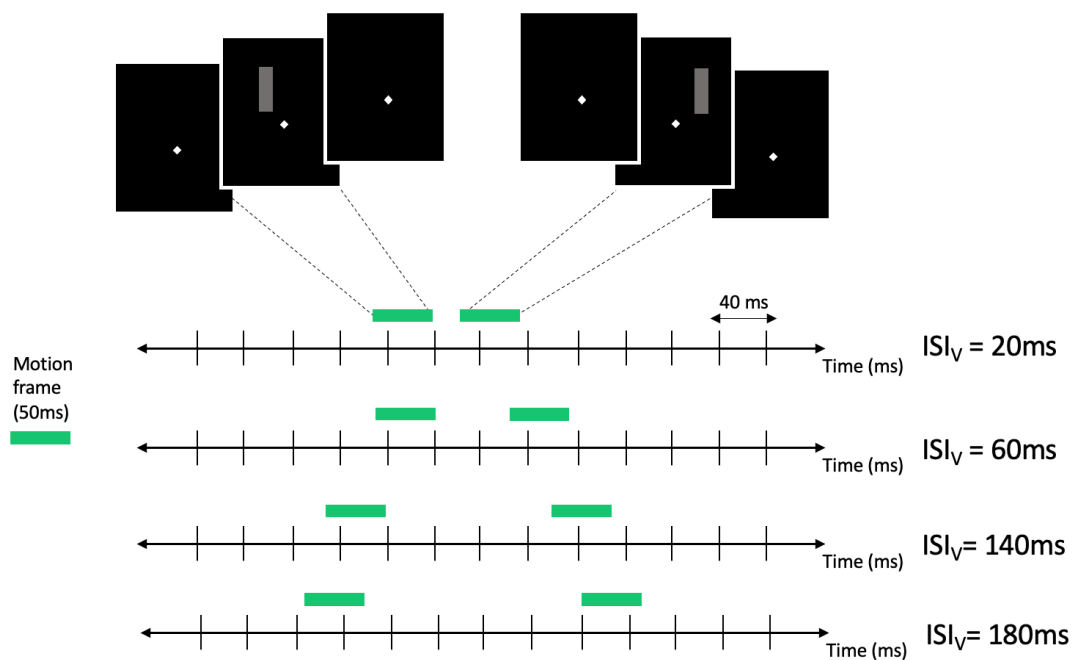 40 ms
ISIV = 20ms
Time (ms)
Motion
frame
(50ms)
ISIV = 60ms
Time (ms)
ISIV= 140ms
Time (ms)
ISIV= 180ms
Time (ms)